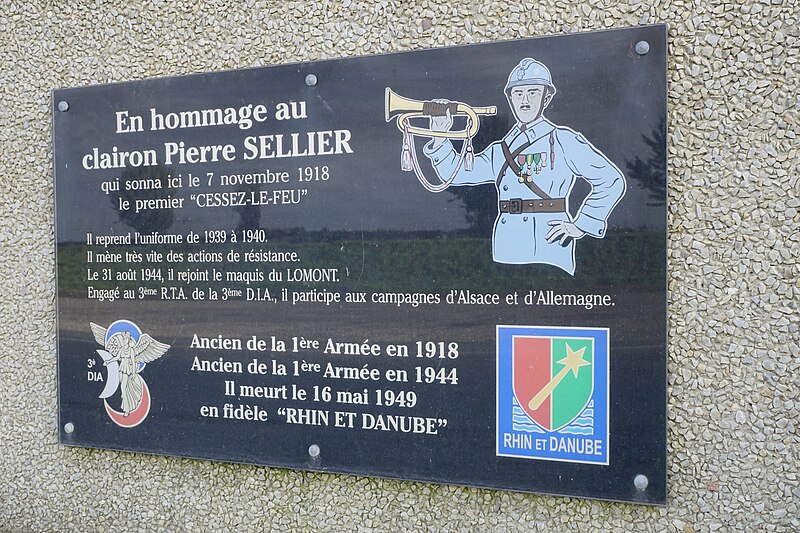 En hommage au
clairon Pierre SELLIER
qui sonna ici le 7 novembre 1918
le premier “CESSEZ-LE-FEU”
Il reprend l'uniforme de 1939 à 1940.
Il mène très vite des actions de résistance.
Le 31 août 1944, il rejoint le maquis du LOMONT.
Engagé au 3ème R.T.A. de la 3ème D.I.A., il participe aux campagnes d'Alsace et d'Allemagne.
3è
DIA
Ancien de la 1ère Armée en 1918
Ancien de la 1ère Armée en 1944
Il meurt le 16 mai 1949
en fidèle “RHIN ET DANUBE”
RHIN ET DANUBE